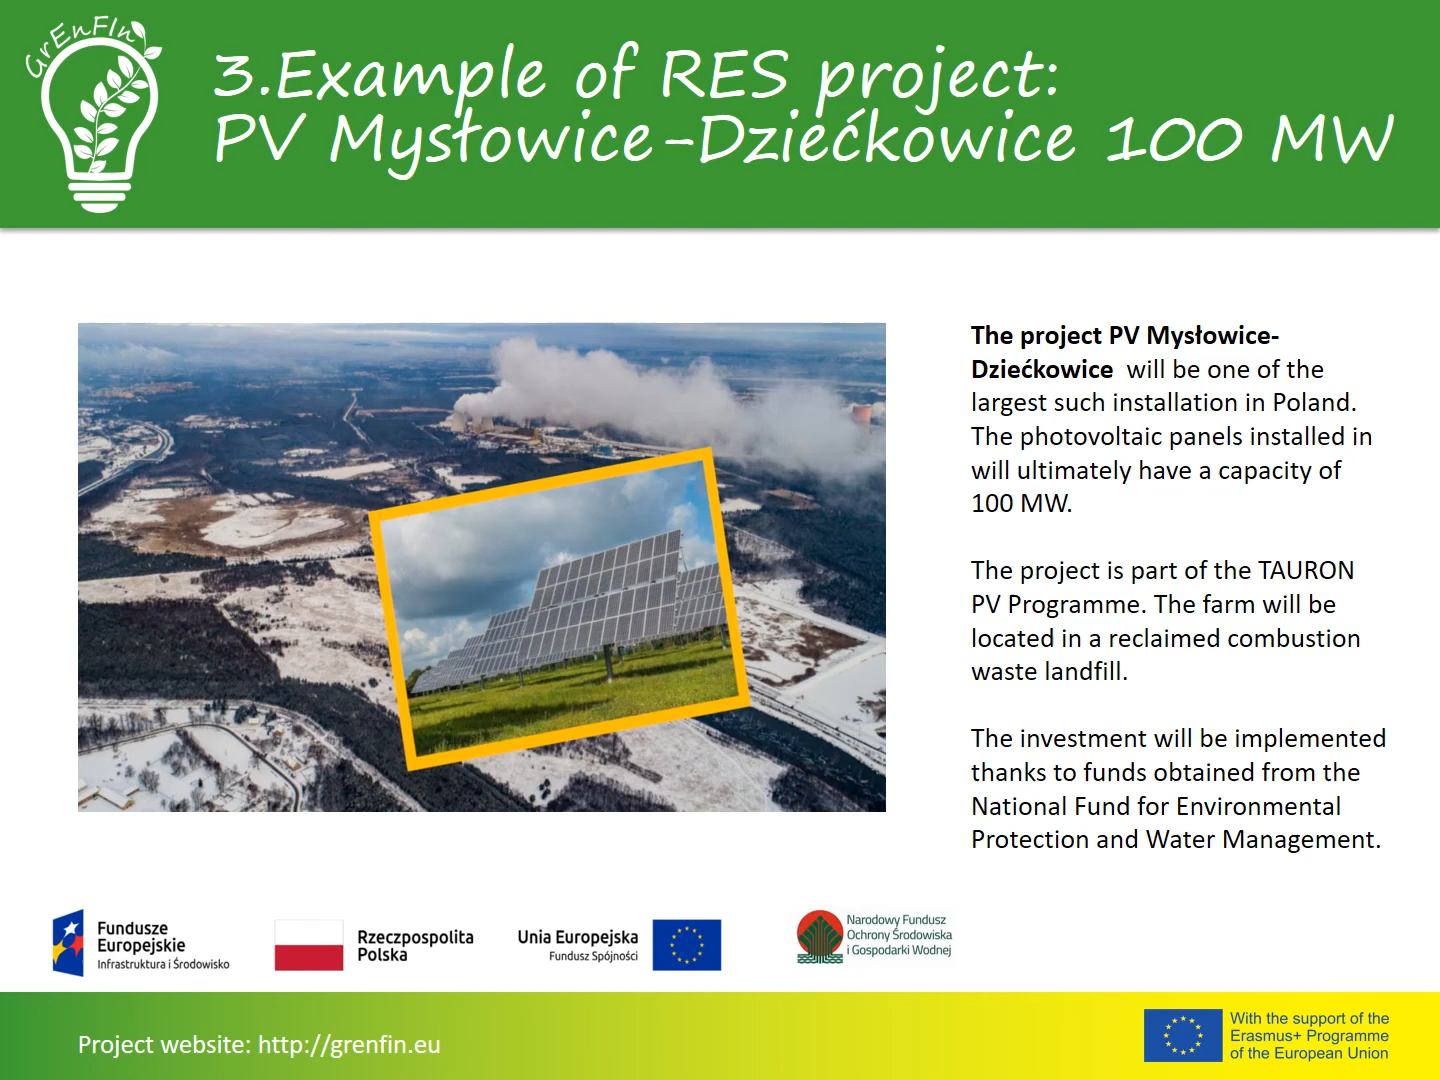 GrEnFIn
3.Example of RES project:
PV Mysłowice-Dziećkowice 100 MW
The project PV Mysłowice-
Dziećkowice will be one of the
largest such installation in Poland.
The photovoltaic panels installed in
will ultimately have a capacity of
100 MW.
The project is part of the TAURON
PV Programme. The farm will be
located in a reclaimed combustion
waste landfill.
The investment will be implemented
thanks to funds obtained from the
National Fund for Environmental
Protection and Water Management.
Fundusze
Europejskie
Infrastruktura i Środowisko
Rzeczpospolita
Polska
Unia Europejska
Fundusz Spójności
Narodowy Fundusz
Ochrony Środowiska
i Gospodarki Wodnej
Project website: http://grenfin.eu
With the support of the
Erasmus+ Programme
of the European Union